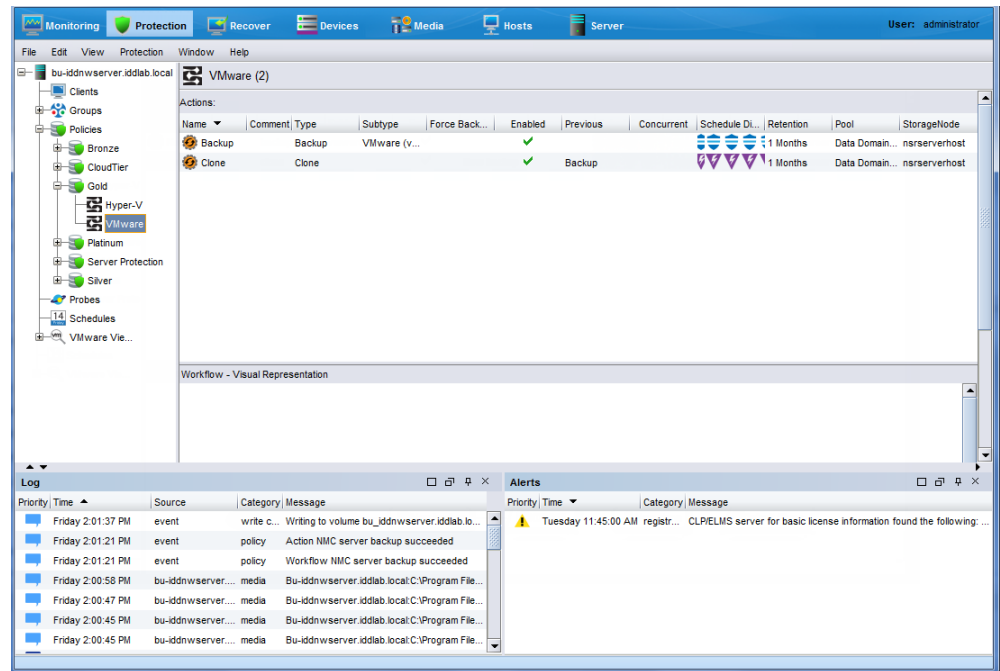 Monitoring Protection Recover Devices Media Hosts Server User: administrator
File Edit View Protection Window Help
bu-iddnwserver.iddlab.local
Clients
Groups
Policies
Bronze
CloudTier
Gold
Hyper-V
VMware
Platinum
Server Protection
Silver
Probes
14
Schedules
VMware Vie...
VMware (2)
Actions:
Name Comment Type Subtype Force Back... Enabled Previous Concurrent Schedule Di... Retention Pool StorageNode
Backup Backup VMware (v... 1 Months Data Domain... nsrserverhost
Clone Clone Backup 1 Months Data Domain... nsrserverhost
Workflow - Visual Representation
Log
Priority Time Source Category Message
Friday 2:01:37 PM event write c... Writing to volume bu_iddnwserver.iddlab.lo...
Friday 2:01:21 PM event policy Action NMC server backup succeeded
Friday 2:01:21 PM event policy Workflow NMC server backup succeeded
Friday 2:00:58 PM bu-iddnwserver.... media Bu-iddnwserver.iddlab.local:C:\Program File...
Friday 2:00:47 PM bu-iddnwserver.... media Bu-iddnwserver.iddlab.local:C:\Program File...
Friday 2:00:45 PM bu-iddnwserver.... media Bu-iddnwserver.iddlab.local:C:\Program File...
Friday 2:00:45 PM bu-iddnwserver.... media Bu-iddnwserver.iddlab.local:C:\Program File...
Alerts
Priority Time Category Message
Tuesday 11:45:00 AM registr... CLP/ELMS server for basic license information found the following: ...